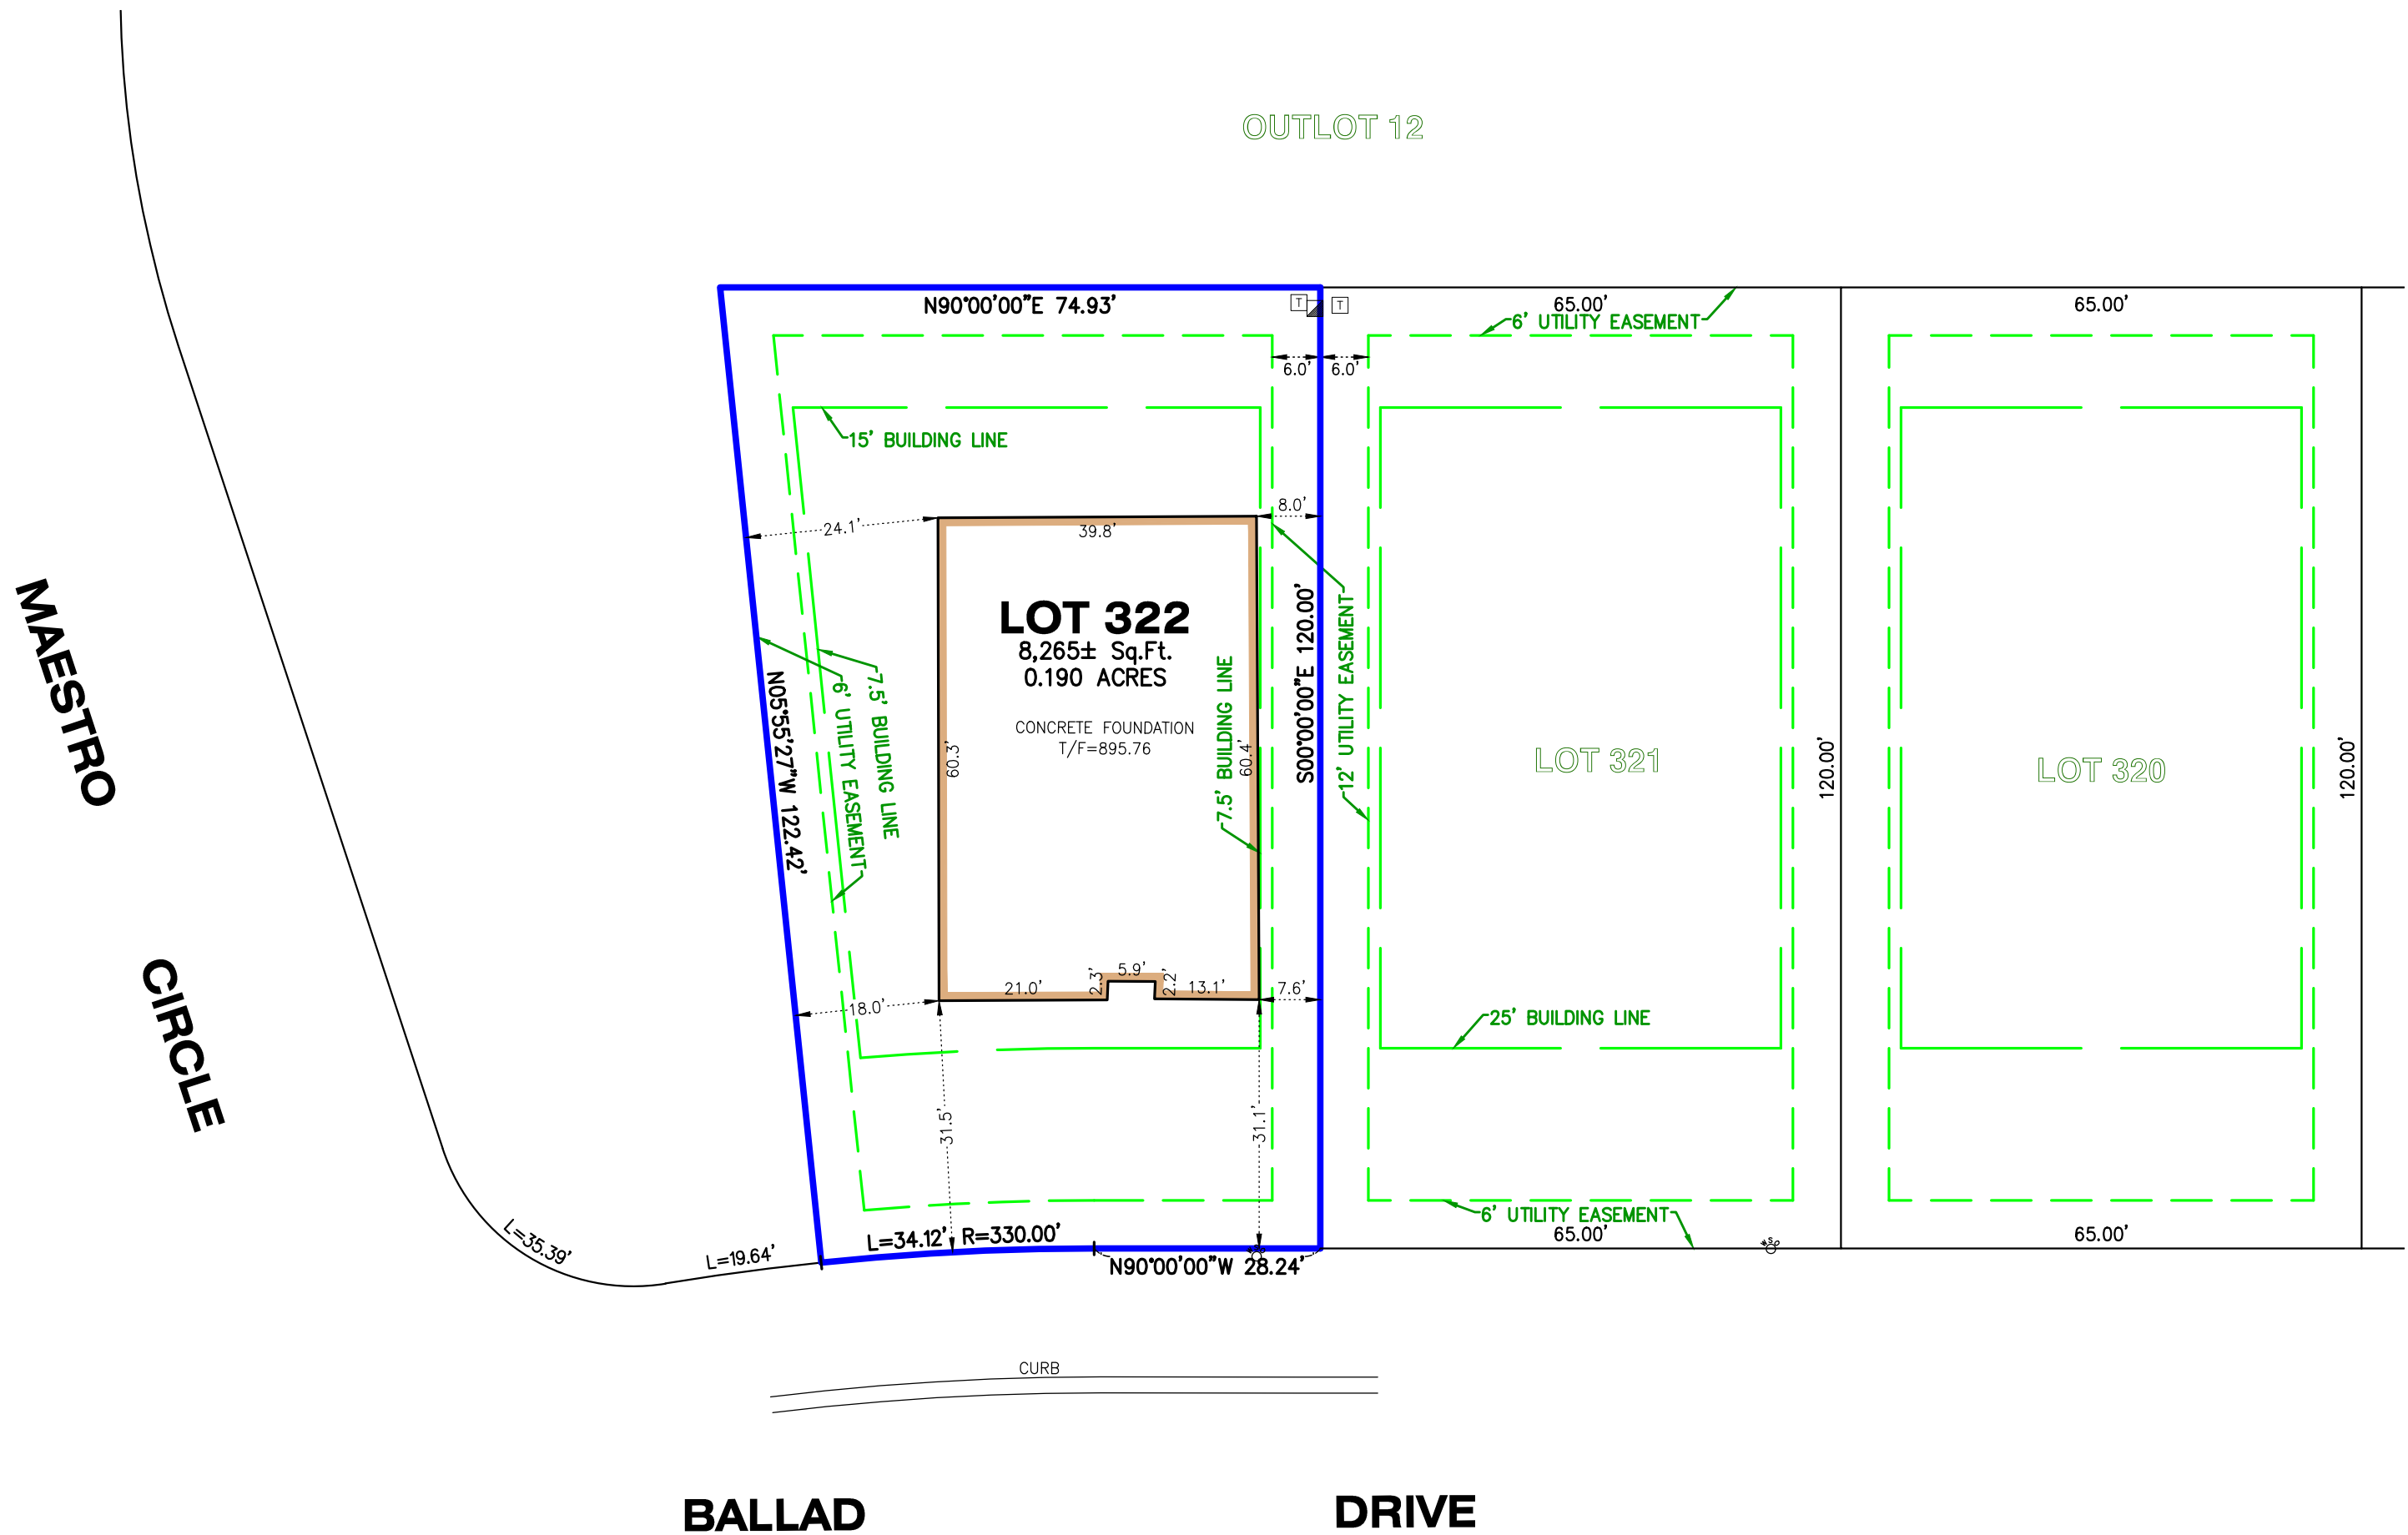 OUTLOT 12
N90°00'00"E 74.93'
T
T
65.00'
65.00'
6' UTILITY EASEMENT
6.0'
6.0'
15' BUILDING LINE
8.0'
24.1'
39.8'
LOT 322
8,265± Sq.Ft.
0.190 ACRES
CONCRETE FOUNDATION
T/F=895.76
60.3'
60.4'
7.5' BUILDING LINE
S00°00'00"E 120.00'
12' UTILITY EASEMENT
N05°55'27"W 122.42'
6' UTILITY EASEMENT
7.5' BUILDING LINE
LOT 321
120.00'
LOT 320
120.00'
MAESTRO
CIRCLE
21.0'
2.3'
5.9'
2.2'
13.1'
7.6'
18.0'
25' BUILDING LINE
31.5'
31.1'
6' UTILITY EASEMENT
65.00'
65.00'
L=35.39'
L=19.64'
L=34.12' R=330.00'
N90°00'00"W 28.24'
CURB
BALLAD
DRIVE